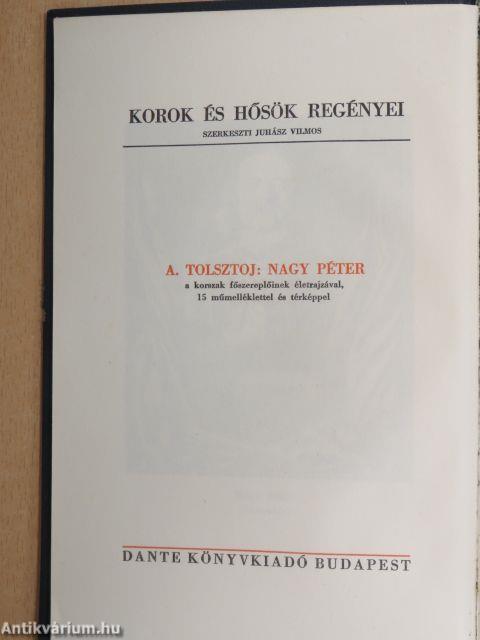 KOROK ÉS HŐSÖK REGÉNYEI
SZERKESZTI JUHÁSZ VILMOS
A. TOLSZTOJ: NAGY PÉTER
a korszak főszereplőinek életrajzával,
15 műmelléklettel és térképpel
DANTE KÖNYVKIADÓ BUDAPEST
Antikvárium.hu